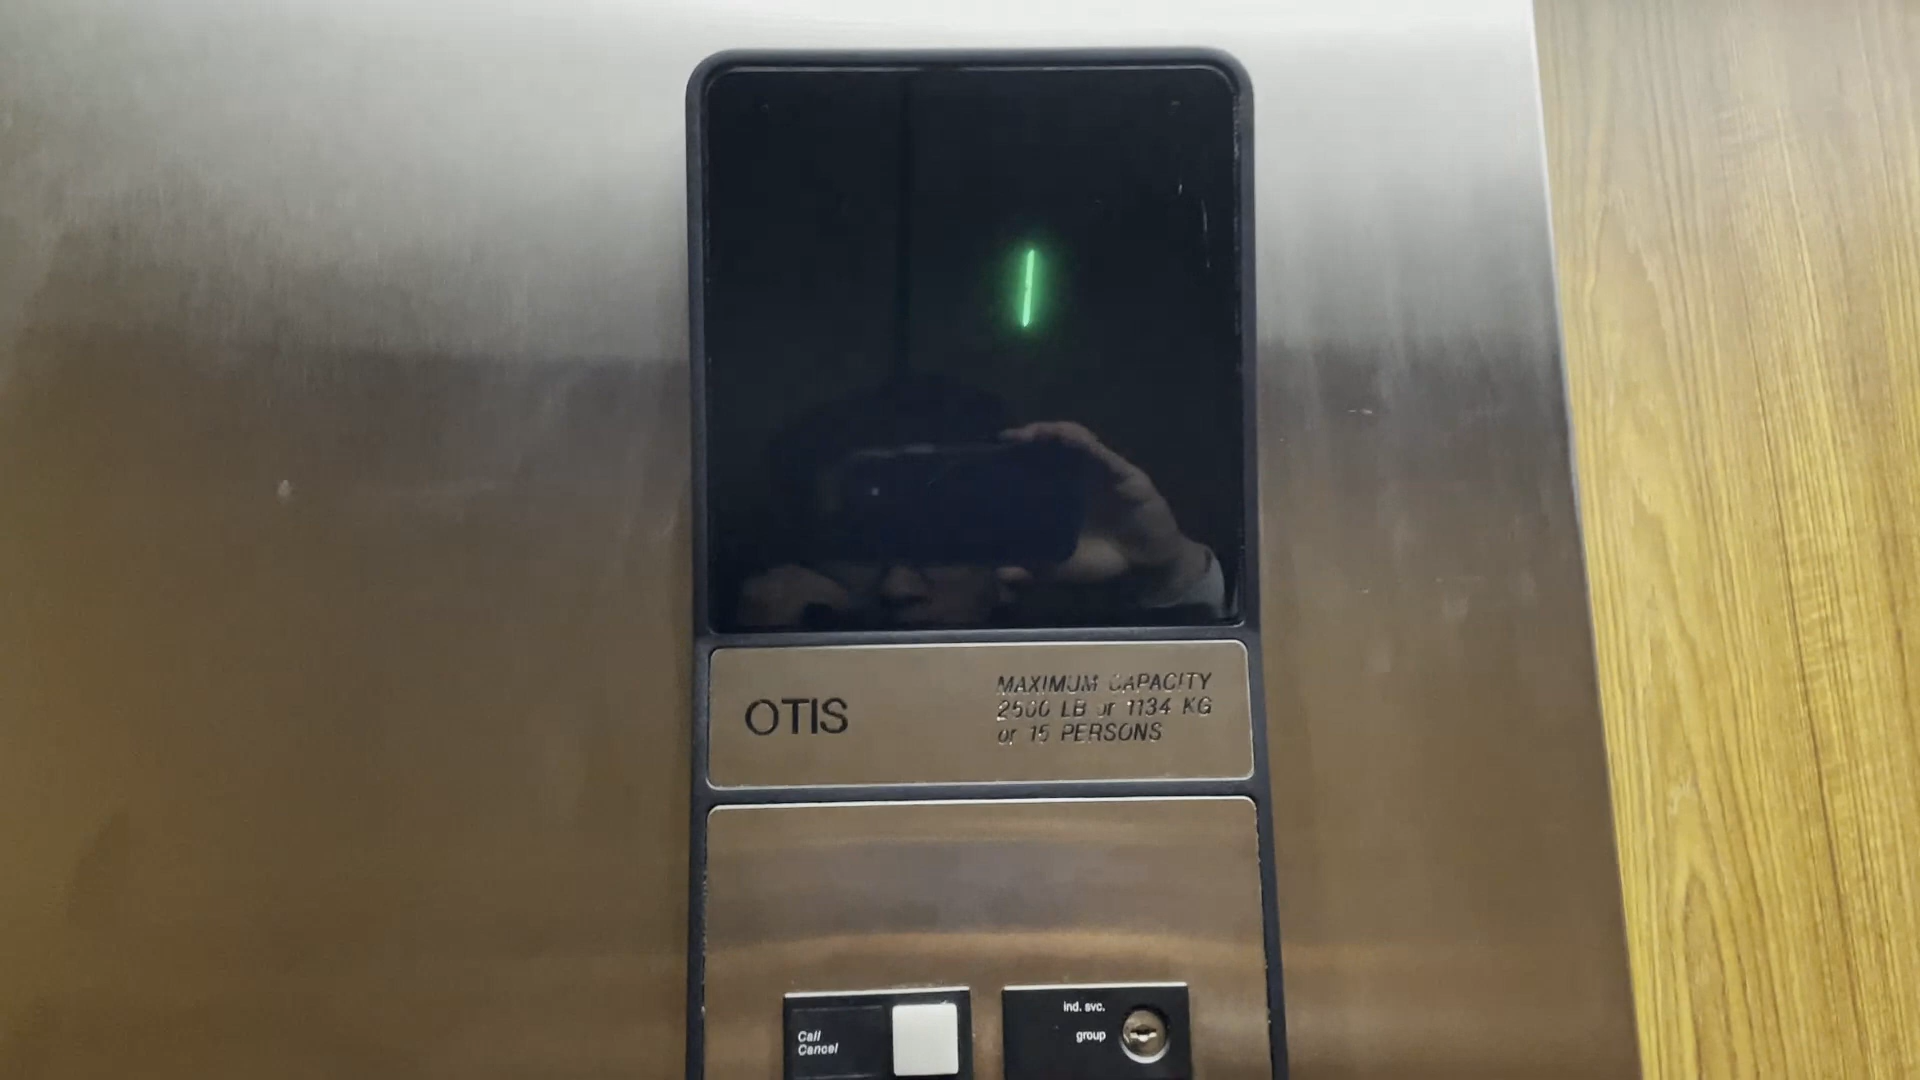 1
OTIS
MAXIMUM CAPACITY
2500 LB or 1134 KG
or 15 PERSONS
Call
Cancel
ind. svc.
group